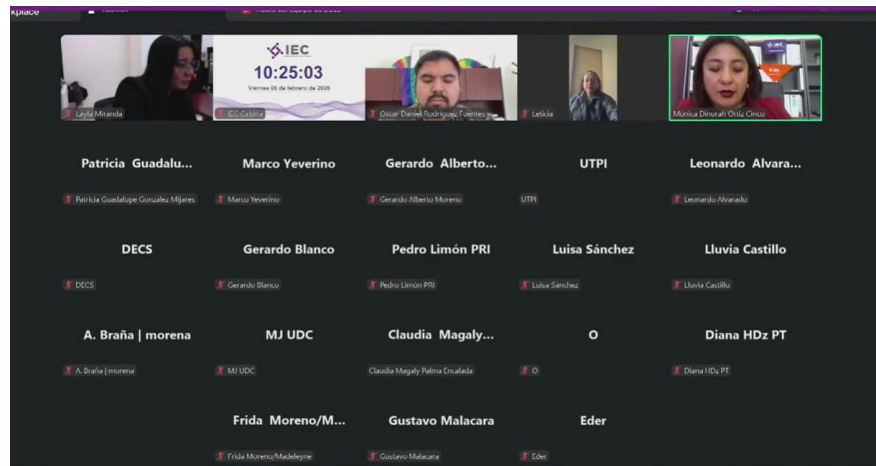 IEC
10:25:03
Viernes 06 de febrero de 2026
Layla Miranda
IEC Cabina
Oscar Daniel Rodríguez Fuentes
Leticia
Mónica Dinorah Ortiz Cinco
Patricia Guadalu...
Marco Yeverino
Gerardo Alberto...
UTPI
Leonardo Alvara...
Patricia Guadalupe González Mijares
Marco Yeverino
Gerardo Alberto Moreno
UTPI
Leonardo Alvarado
DECS
Gerardo Blanco
Pedro Limón PRI
Luisa Sánchez
Lluvia Castillo
DECS
Gerardo Blanco
Pedro Limón PRI
Luisa Sánchez
Lluvia Castillo
A. Braña | morena
MJ UDC
Claudia Magaly...
O
Diana HDz PT
A. Braña | morena
MJ UDC
Claudia Magaly Palma Encalada
O
Diana HDz PT
Frida Moreno/M...
Gustavo Malacara
Eder
Frida Moreno/Madeleyne
Gustavo Malacara
Eder